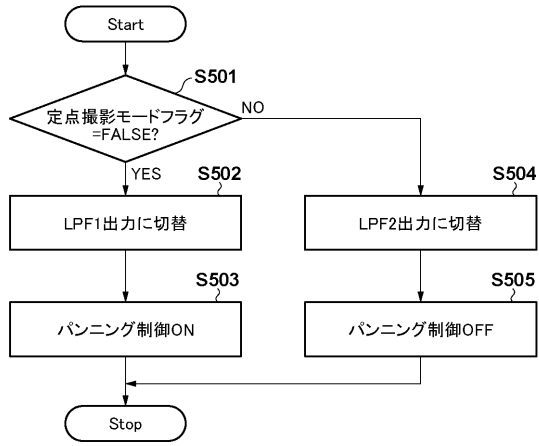 Start
S501
定点撮影モードフラグ
=FALSE?
NO
YES
S502
LPF1出力に切替
S504
LPF2出力に切替
S503
パンニング制御ON
S505
パンニング制御OFF
Stop